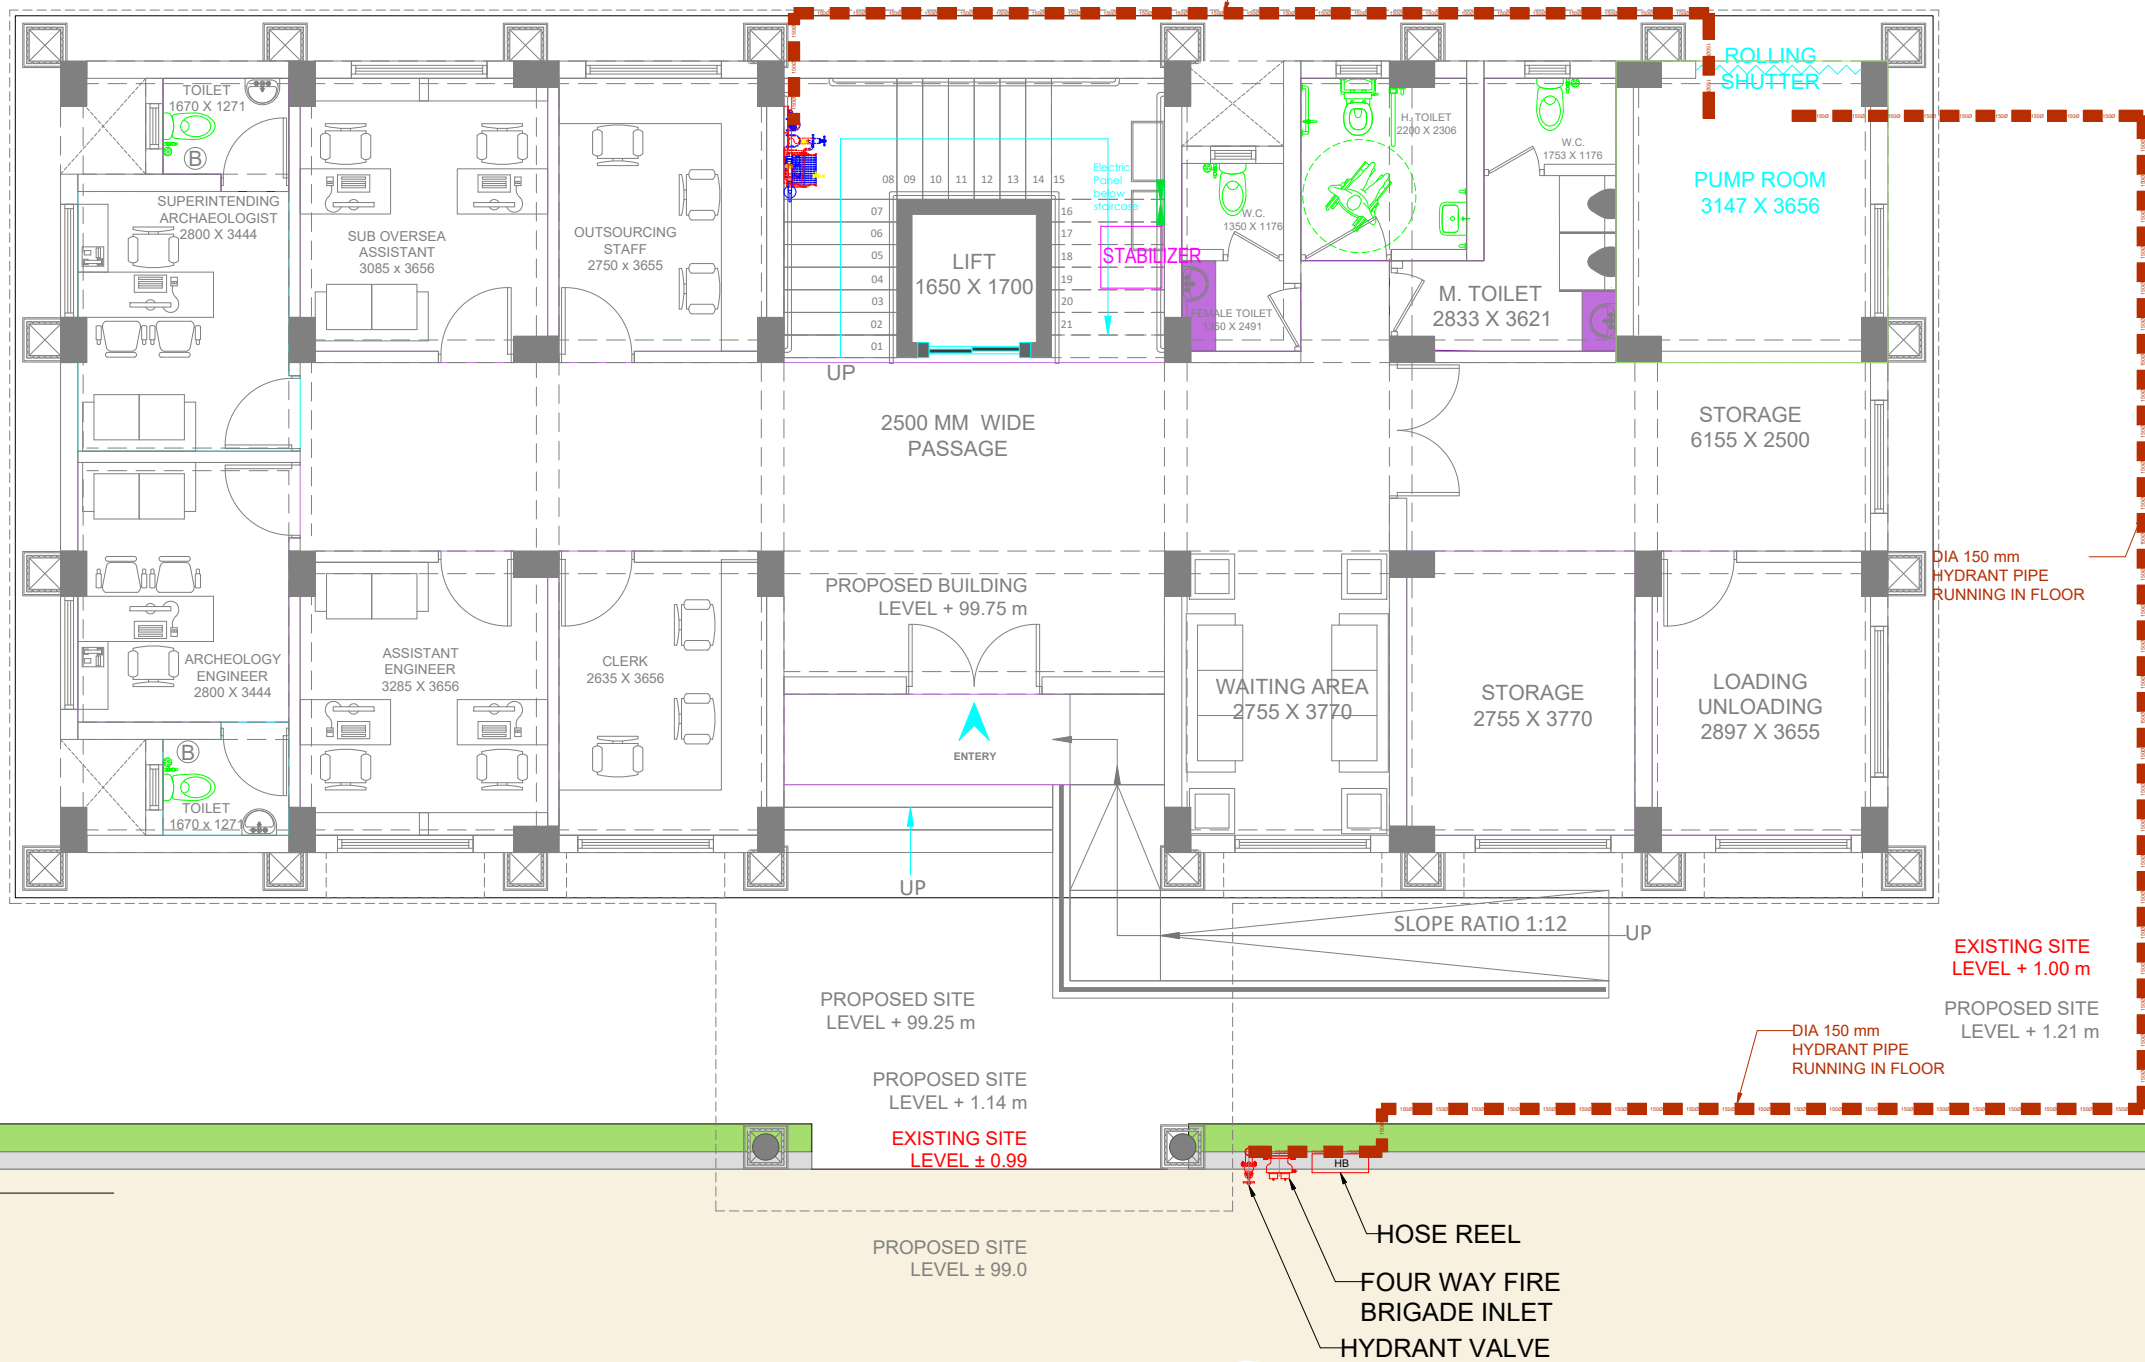 ROLLING
SHUTTER
TOILET
1670 X 1271
B
H. TOILET
2200 X 2306
W.C.
1753 X 1176
Electric
Panel
below
staircase
PUMP ROOM
3147 X 3656
SUPERINTENDING
ARCHAEOLOGIST
2800 X 3444
SUB OVERSEA
ASSISTANT
3085 x 3656
OUTSOURCING
STAFF
2750 x 3655
08 09 10 11 12 13 14 15
07
06
05
04
03
02
01
16
17
18
19
20
21
W.C.
1350 X 1176
STABILIZER
LIFT
1650 X 1700
FEMALE TOILET
1350 X 2491
M. TOILET
2833 X 3621
UP
2500 MM WIDE
PASSAGE
STORAGE
6155 X 2500
DIA 150 mm
HYDRANT PIPE
RUNNING IN FLOOR
PROPOSED BUILDING
LEVEL + 99.75 m
ARCHEOLOGY
ENGINEER
2800 X 3444
ASSISTANT
ENGINEER
3285 X 3656
CLERK
2635 X 3656
WAITING AREA
2755 X 3770
STORAGE
2755 X 3770
LOADING
UNLOADING
2897 X 3655
ENTERY
B
TOILET
1670 x 1271
UP
SLOPE RATIO 1:12
UP
EXISTING SITE
LEVEL + 1.00 m
PROPOSED SITE
LEVEL + 99.25 m
PROPOSED SITE
LEVEL + 1.21 m
DIA 150 mm
HYDRANT PIPE
RUNNING IN FLOOR
PROPOSED SITE
LEVEL + 1.14 m
EXISTING SITE
LEVEL ± 0.99
HB
HOSE REEL
PROPOSED SITE
LEVEL ± 99.0
FOUR WAY FIRE
BRIGADE INLET
HYDRANT VALVE